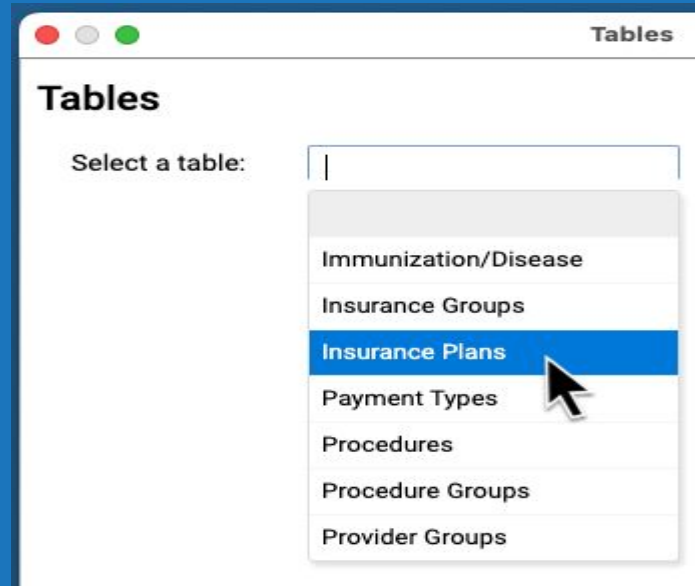 Tables
Tables
Select a table:
Immunization/Disease
Insurance Groups
Insurance Plans
Payment Types
Procedures
Procedure Groups
Provider Groups